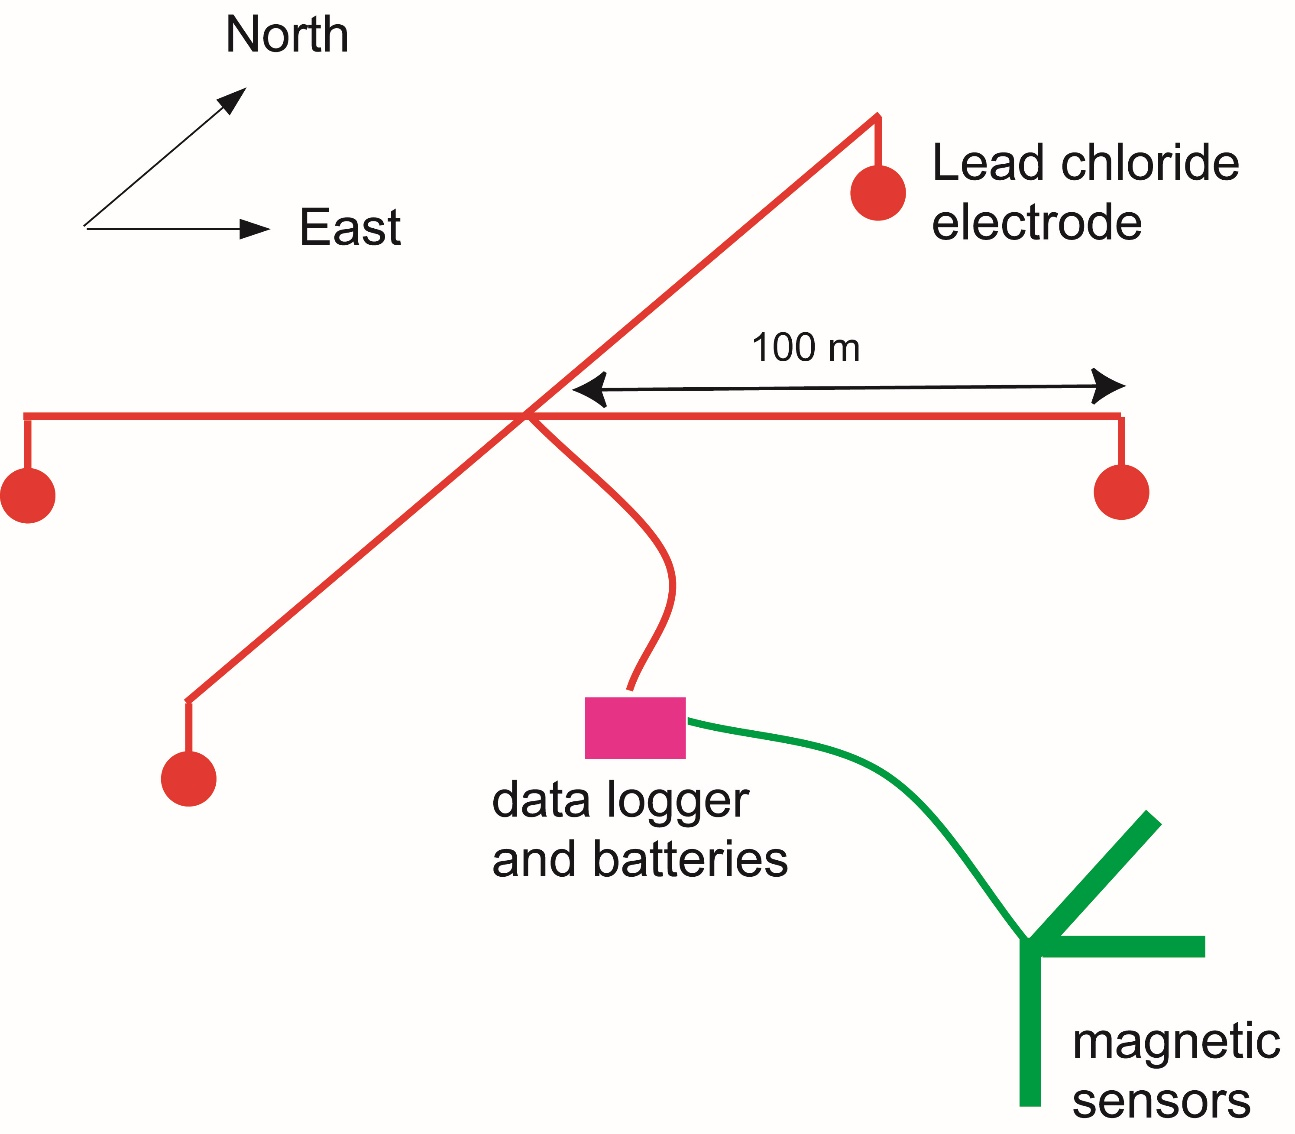 North
East
Lead chloride
electrode
100 m
data logger
and batteries
magnetic
sensors